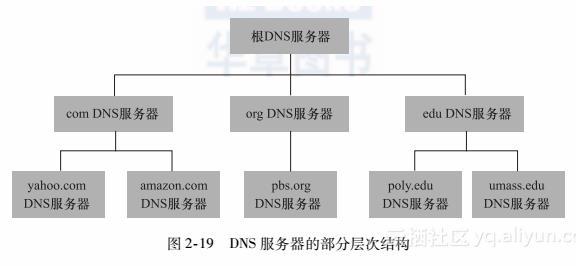 华章图书
根DNS服务器
com DNS服务器
org DNS服务器
edu DNS服务器
yahoo.com
DNS服务器
amazon.com
DNS服务器
pbs.org
DNS服务器
poly.edu
DNS服务器
umass.edu
DNS服务器
图 2-19 DNS 服务器的部分层次结构
云栖社区 yq.aliyun.com